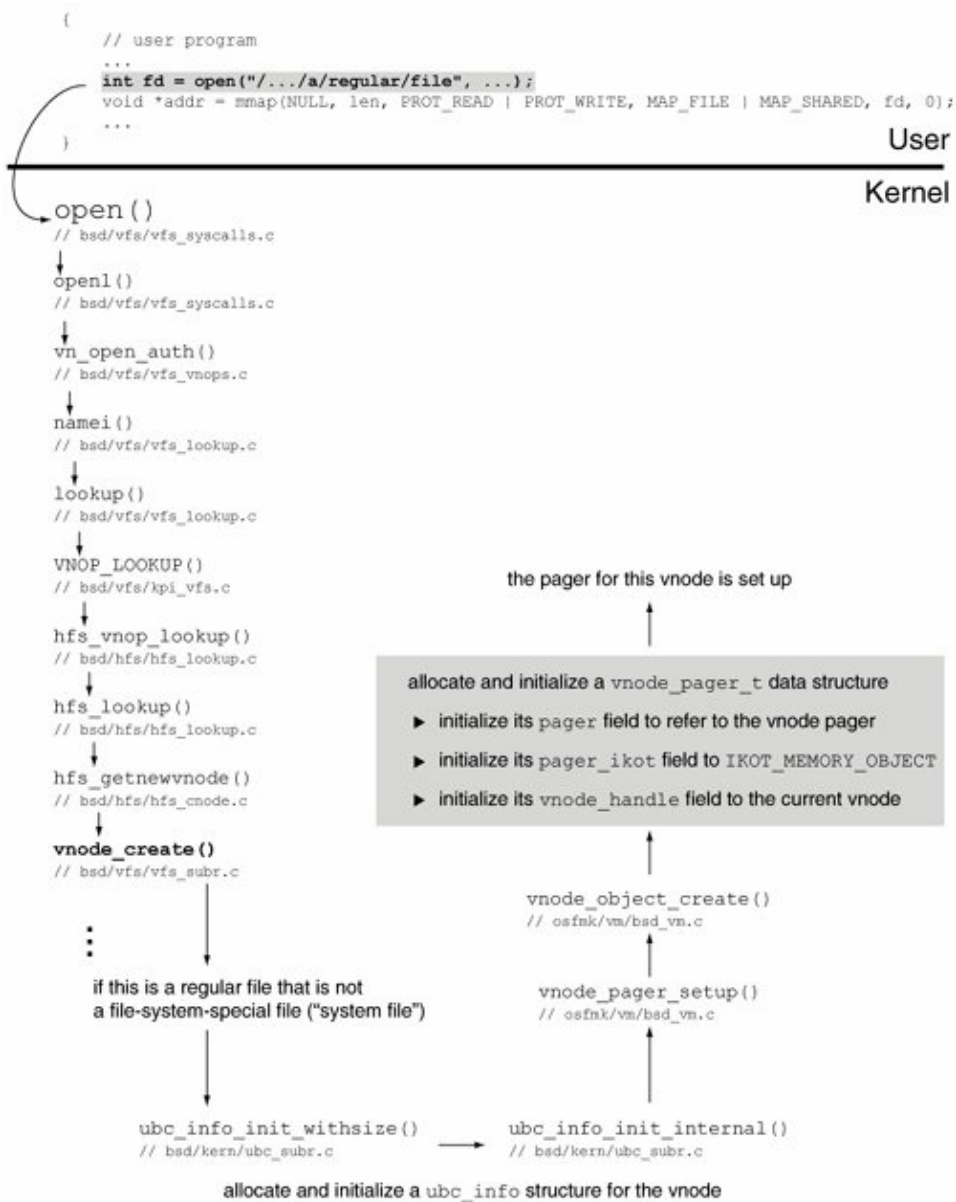 {
// user program
...
int fd = open("/.../a/regular/file", ...);
void *addr = mmap(NULL, len, PROT_READ | PROT_WRITE, MAP_FILE | MAP_SHARED, fd, 0);
...
}
User
Kernel
open()
// bsd/vfs/vfs_syscalls.c
open1()
// bsd/vfs/vfs_syscalls.c
vn_open_auth()
// bsd/vfs/vfs_vnops.c
namei()
// bsd/vfs/vfs_lookup.c
lookup()
// bsd/vfs/vfs_lookup.c
VNOP_LOOKUP()
// bsd/vfs/kpi_vfs.c
hfs_vnop_lookup()
// bsd/hfs/hfs_lookup.c
hfs_lookup()
// bsd/hfs/hfs_lookup.c
hfs_getnewvnode()
// bsd/hfs/hfs_cnode.c
vnode_create()
// bsd/vfs/vfs_subr.c
if this is a regular file that is not
a file-system-special file (“system file”)
ubc_info_init_withsize()
// bsd/kern/ubc_subr.c
ubc_info_init_internal()
// bsd/kern/ubc_subr.c
allocate and initialize a ubc_info structure for the vnode
vnode_pager_setup()
// osfmk/vm/bsd_vm.c
vnode_object_create()
// osfmk/vm/bsd_vm.c
allocate and initialize a vnode_pager_t data structure
▶ initialize its pager field to refer to the vnode pager
▶ initialize its pager_ikot field to IKOT_MEMORY_OBJECT
▶ initialize its vnode_handle field to the current vnode
the pager for this vnode is set up